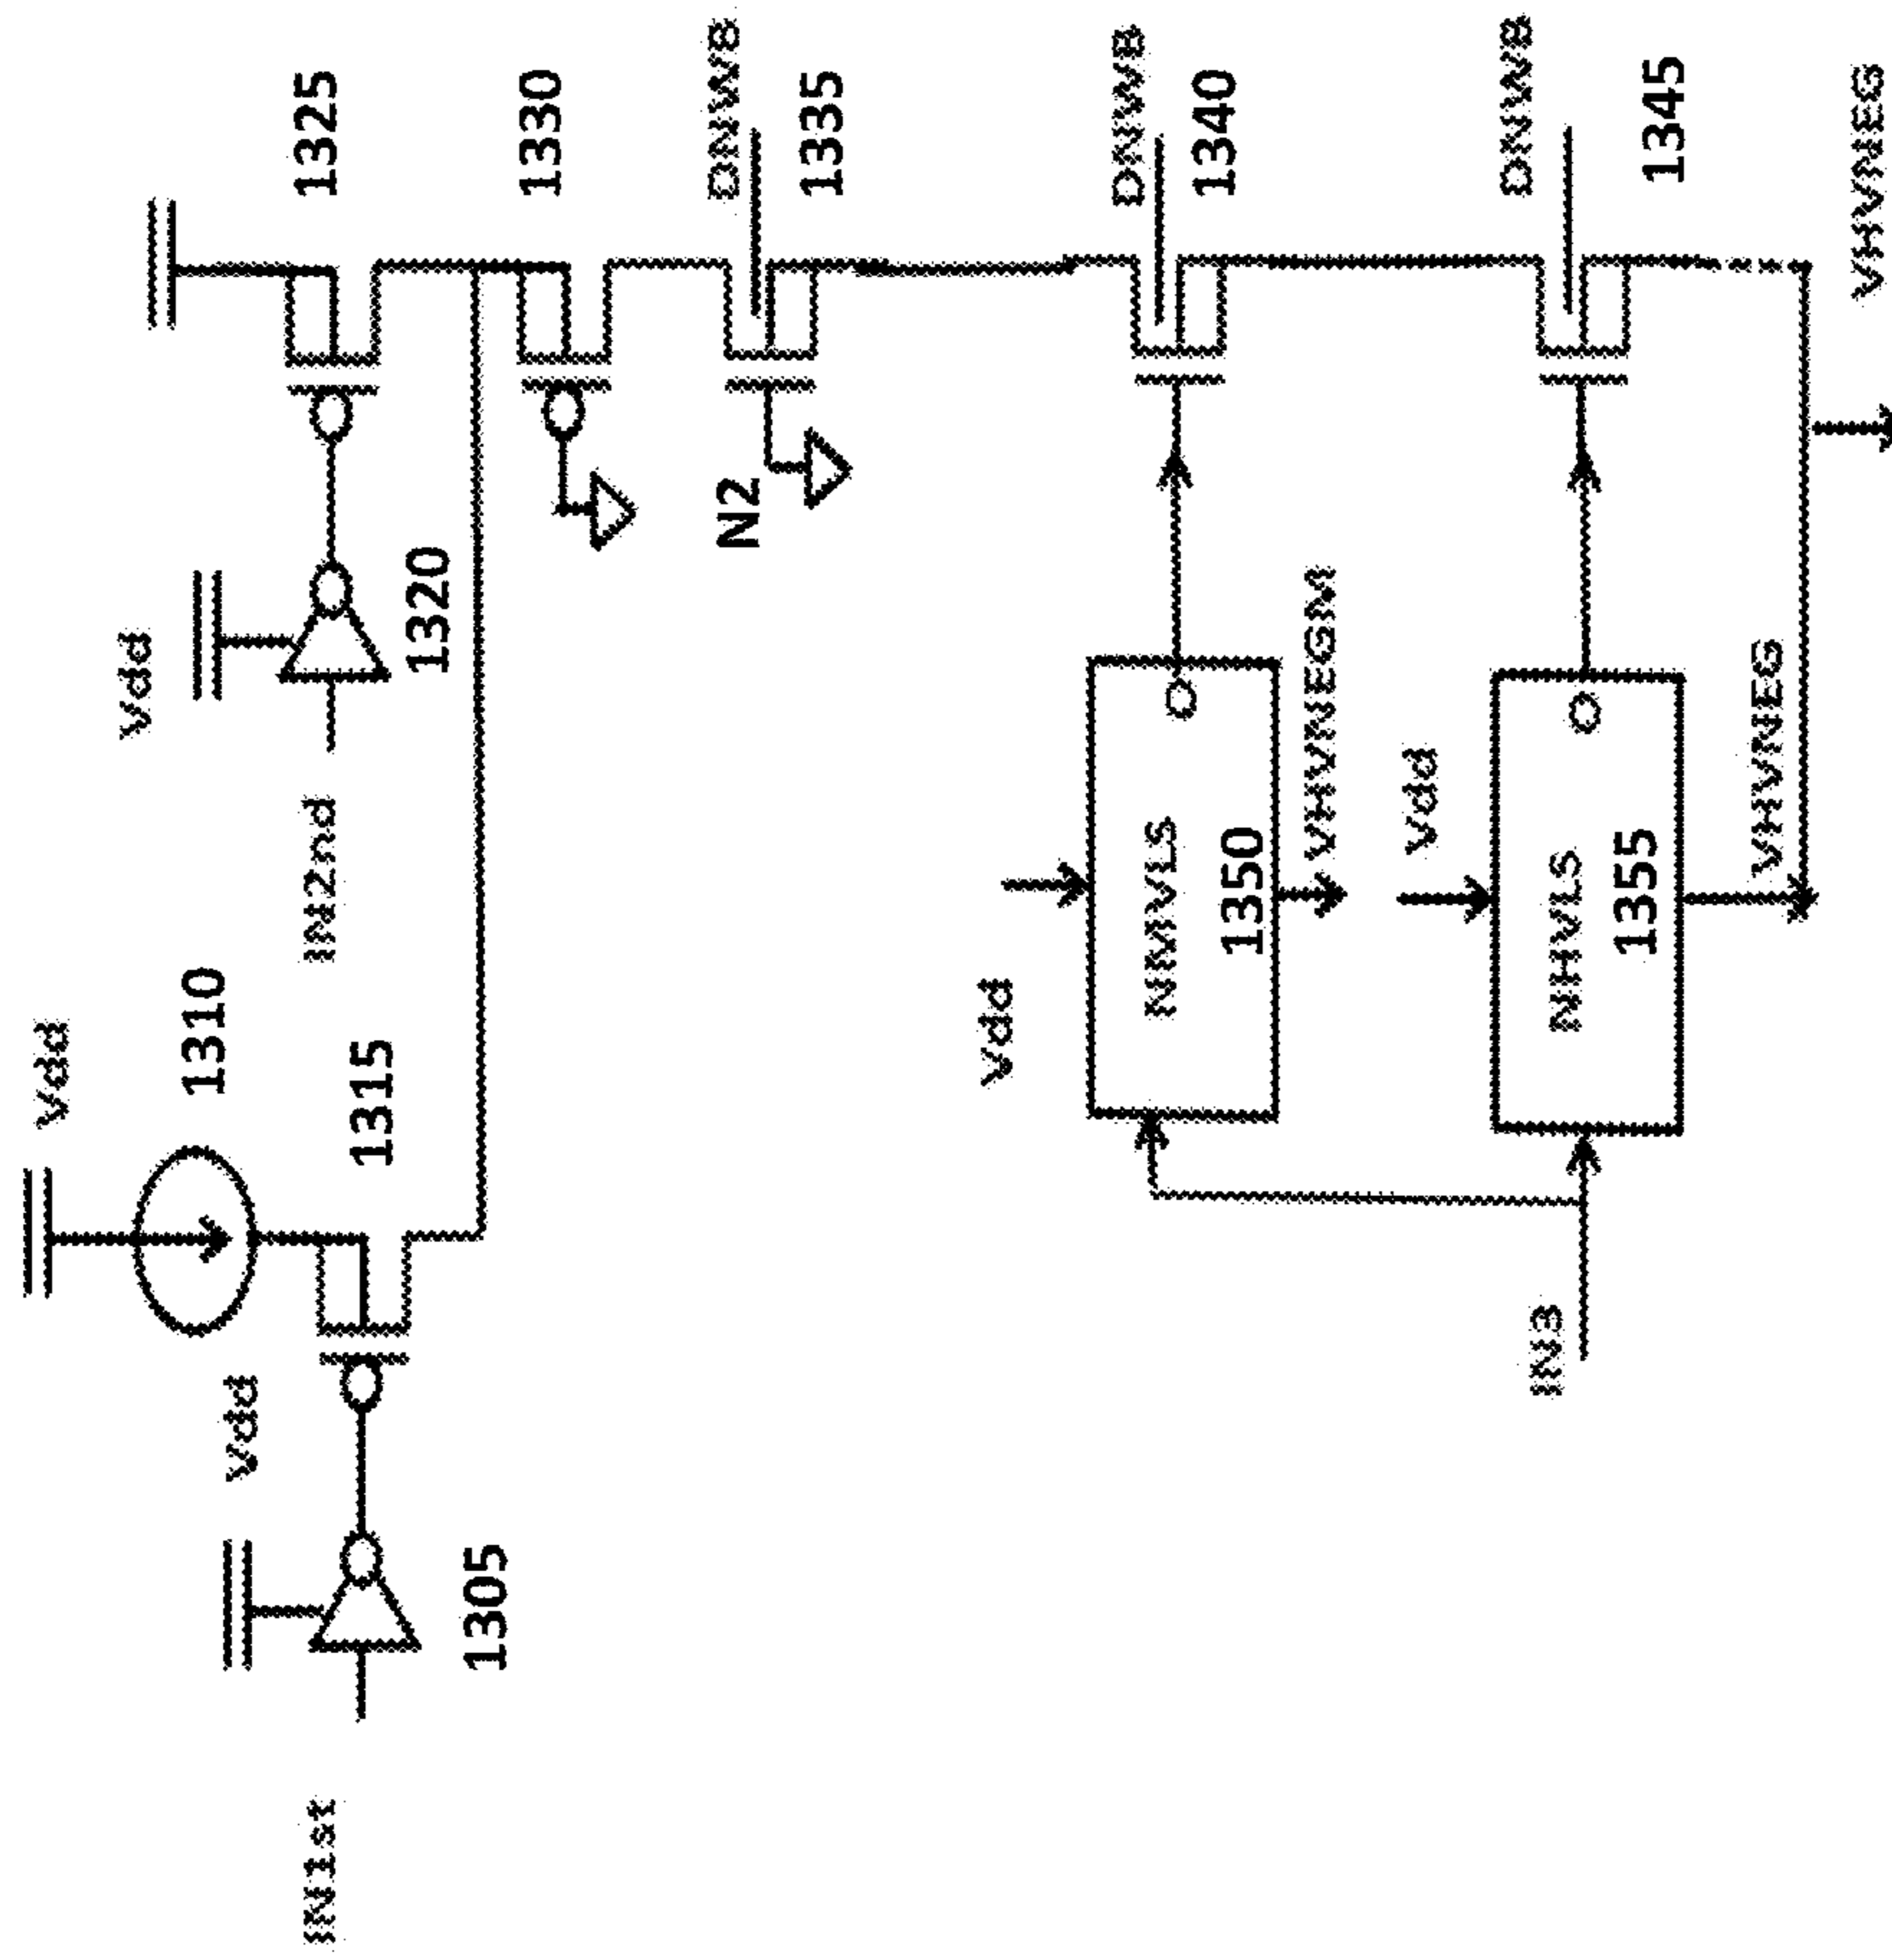 Vdd
1310
Vdd
1315
IN1st
1305
Vdd
IN2nd
1320
1325
1330
N2
DNWB
1335
DNWB
1340
Vdd
NMVLS
1350
VHVNEGM
DNWB
1345
Vdd
NHVLS
1355
IN3
VHVNEG
VHVNEG